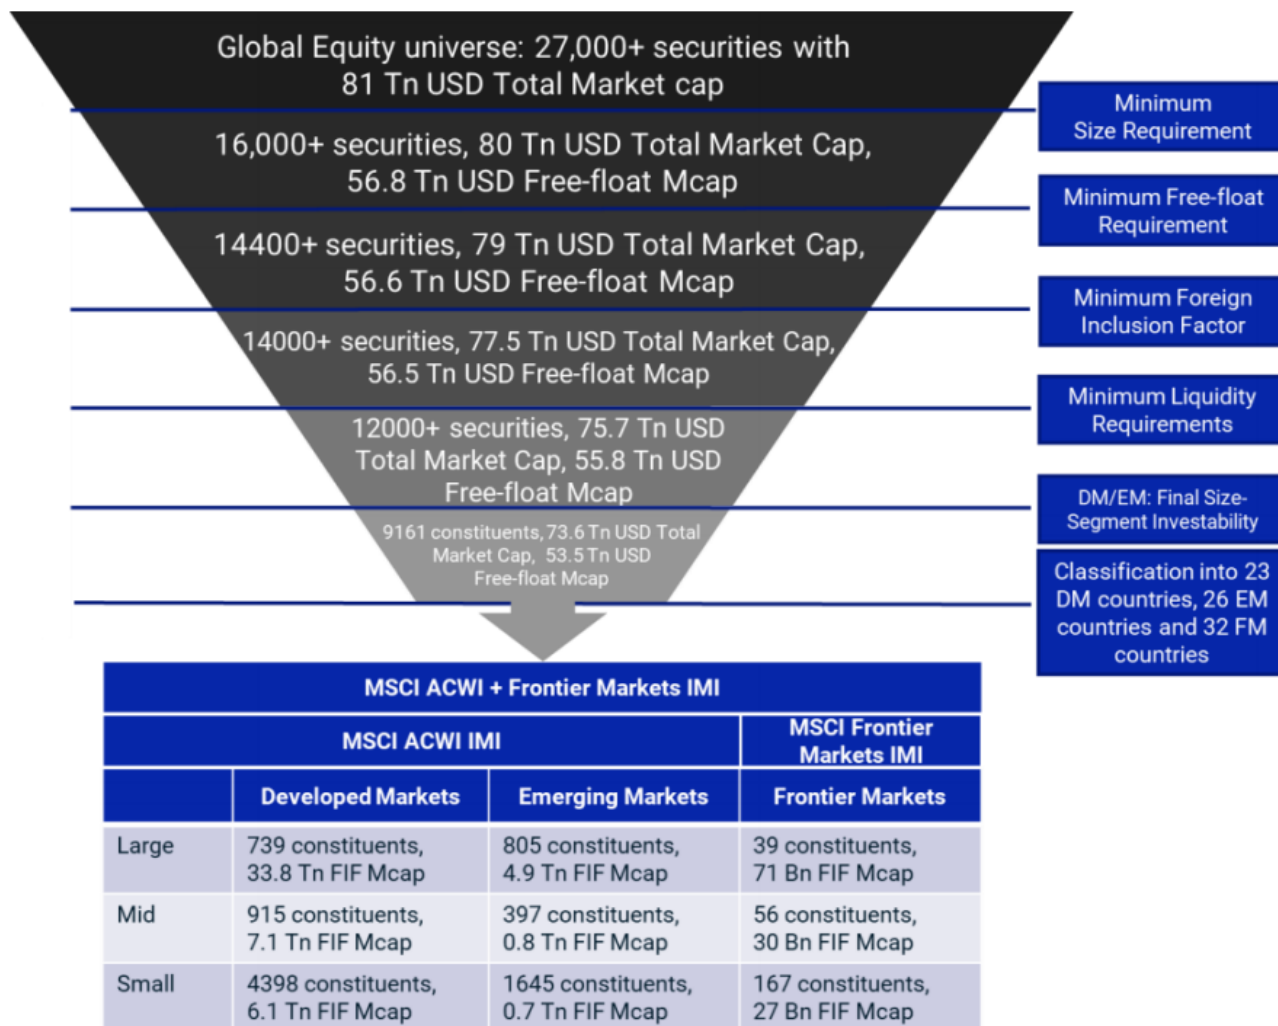 Global Equity universe: 27,000+ securities with
81 Tn USD Total Market cap
Minimum
Size Requirement
16,000+ securities, 80 Tn USD Total Market Cap,
56.8 Tn USD Free-float Mcap
Minimum Free-float
Requirement
14400+ securities, 79 Tn USD Total Market Cap,
56.6 Tn USD Free-float Mcap
Minimum Foreign
Inclusion Factor
14000+ securities, 77.5 Tn USD Total Market Cap,
56.5 Tn USD Free-float Mcap
Minimum Liquidity
Requirements
12000+ securities, 75.7 Tn USD
Total Market Cap, 55.8 Tn USD
Free-float Mcap
DM/EM: Final Size-
Segment Investability
9161 constituents, 73.6 Tn USD Total
Market Cap, 53.5 Tn USD
Free-float Mcap
Classification into 23
DM countries, 26 EM
countries and 32 FM
countries
MSCI ACWI + Frontier Markets IMI
MSCI ACWI IMI
MSCI Frontier
Markets IMI
Developed Markets
Emerging Markets
Frontier Markets
Large
739 constituents,
33.8 Tn FIF Mcap
805 constituents,
4.9 Tn FIF Mcap
39 constituents,
71 Bn FIF Mcap
Mid
915 constituents,
7.1 Tn FIF Mcap
397 constituents,
0.8 Tn FIF Mcap
56 constituents,
30 Bn FIF Mcap
Small
4398 constituents,
6.1 Tn FIF Mcap
1645 constituents,
0.7 Tn FIF Mcap
167 constituents,
27 Bn FIF Mcap